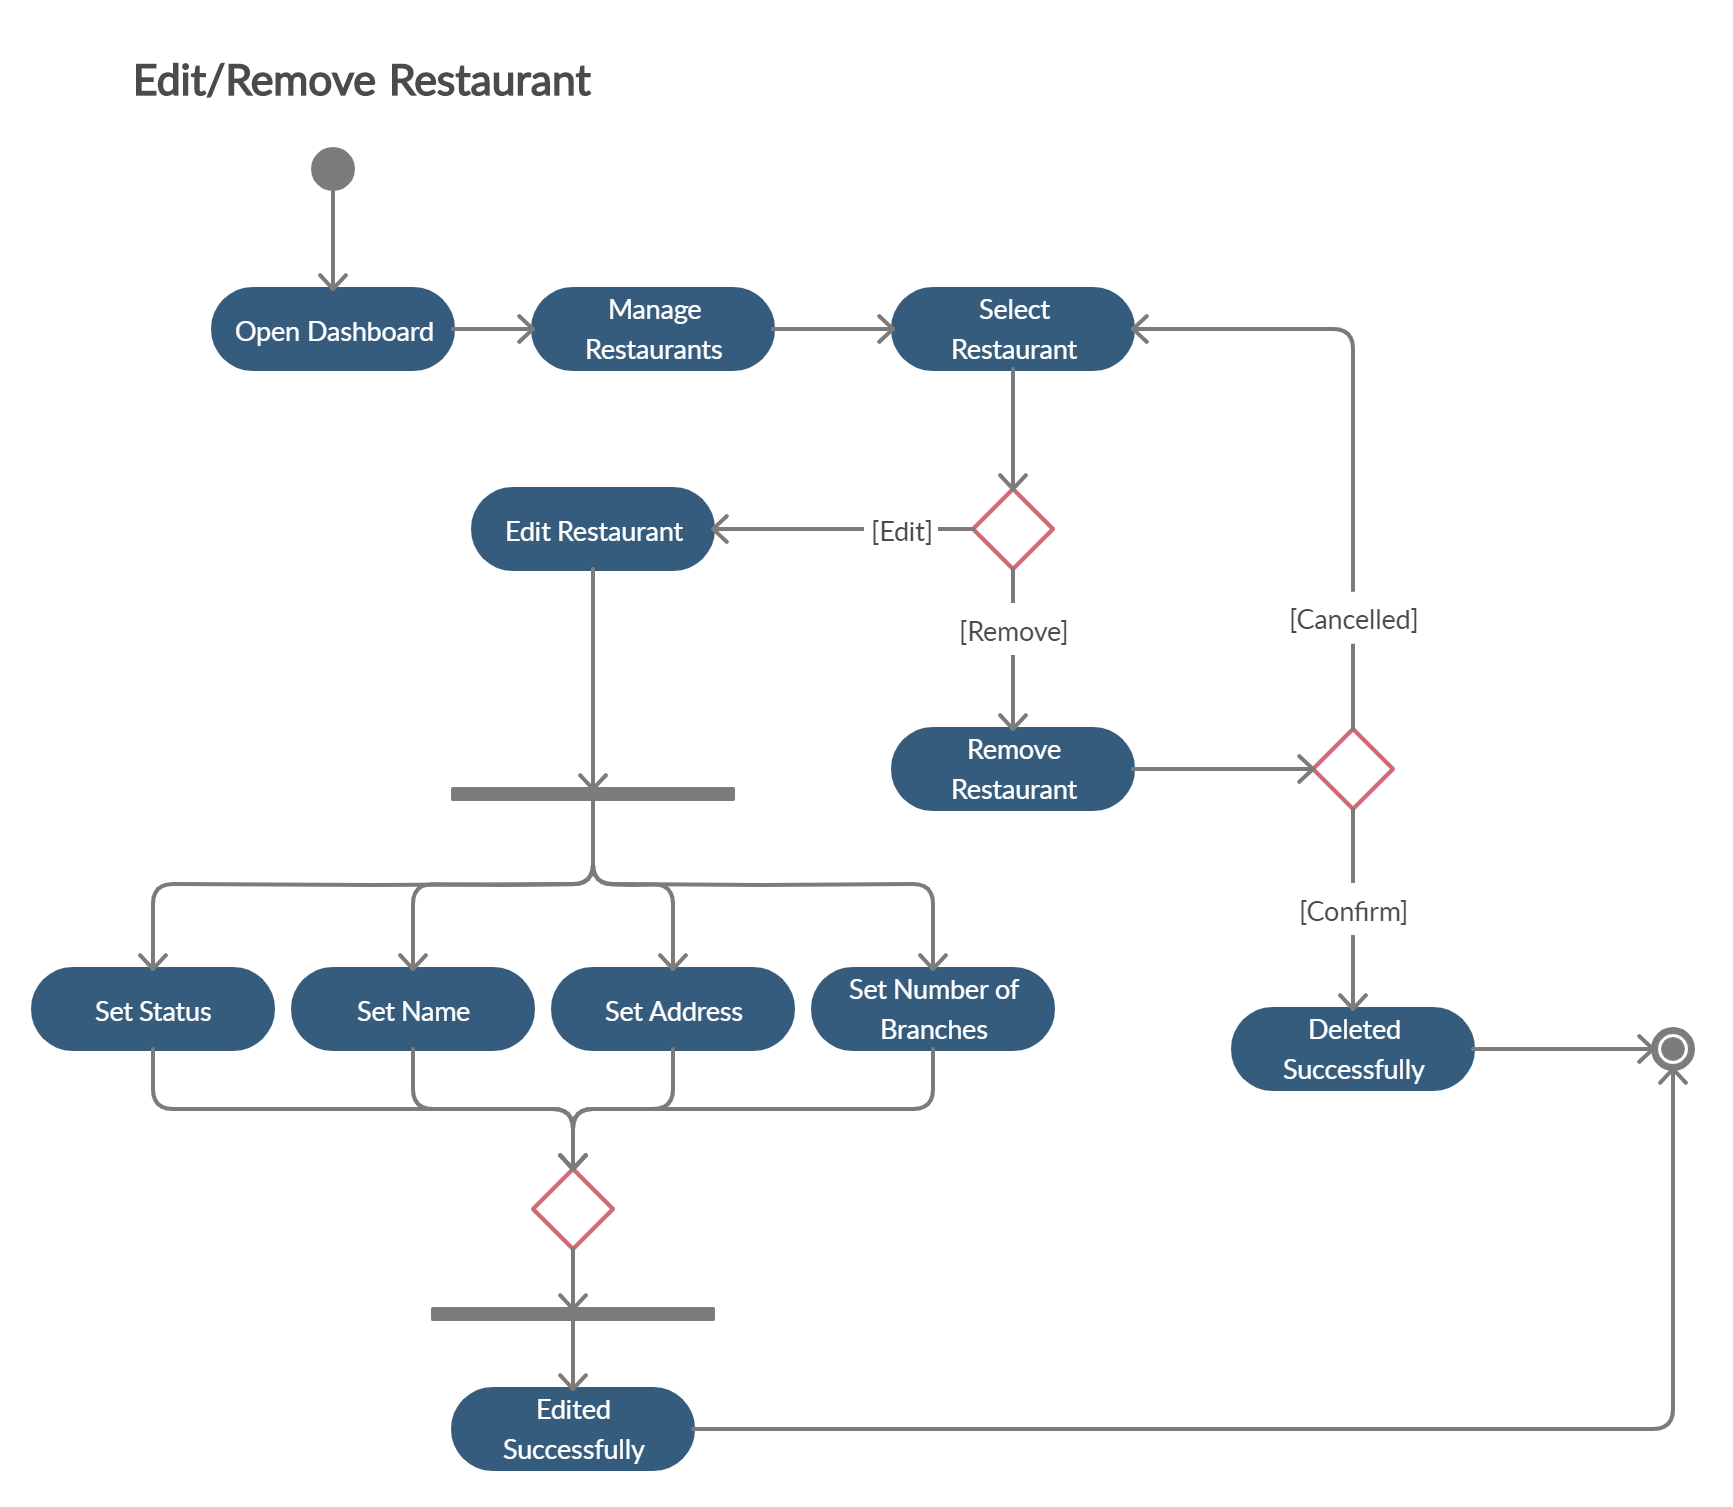 Edit/Remove Restaurant
Open Dashboard
Manage
Restaurants
Select
Restaurant
Edit Restaurant
[Edit]
[Remove]
[Cancelled]
Remove
Restaurant
[Confirm]
Set Status
Set Name
Set Address
Set Number of
Branches
Deleted
Successfully
Edited
Successfully